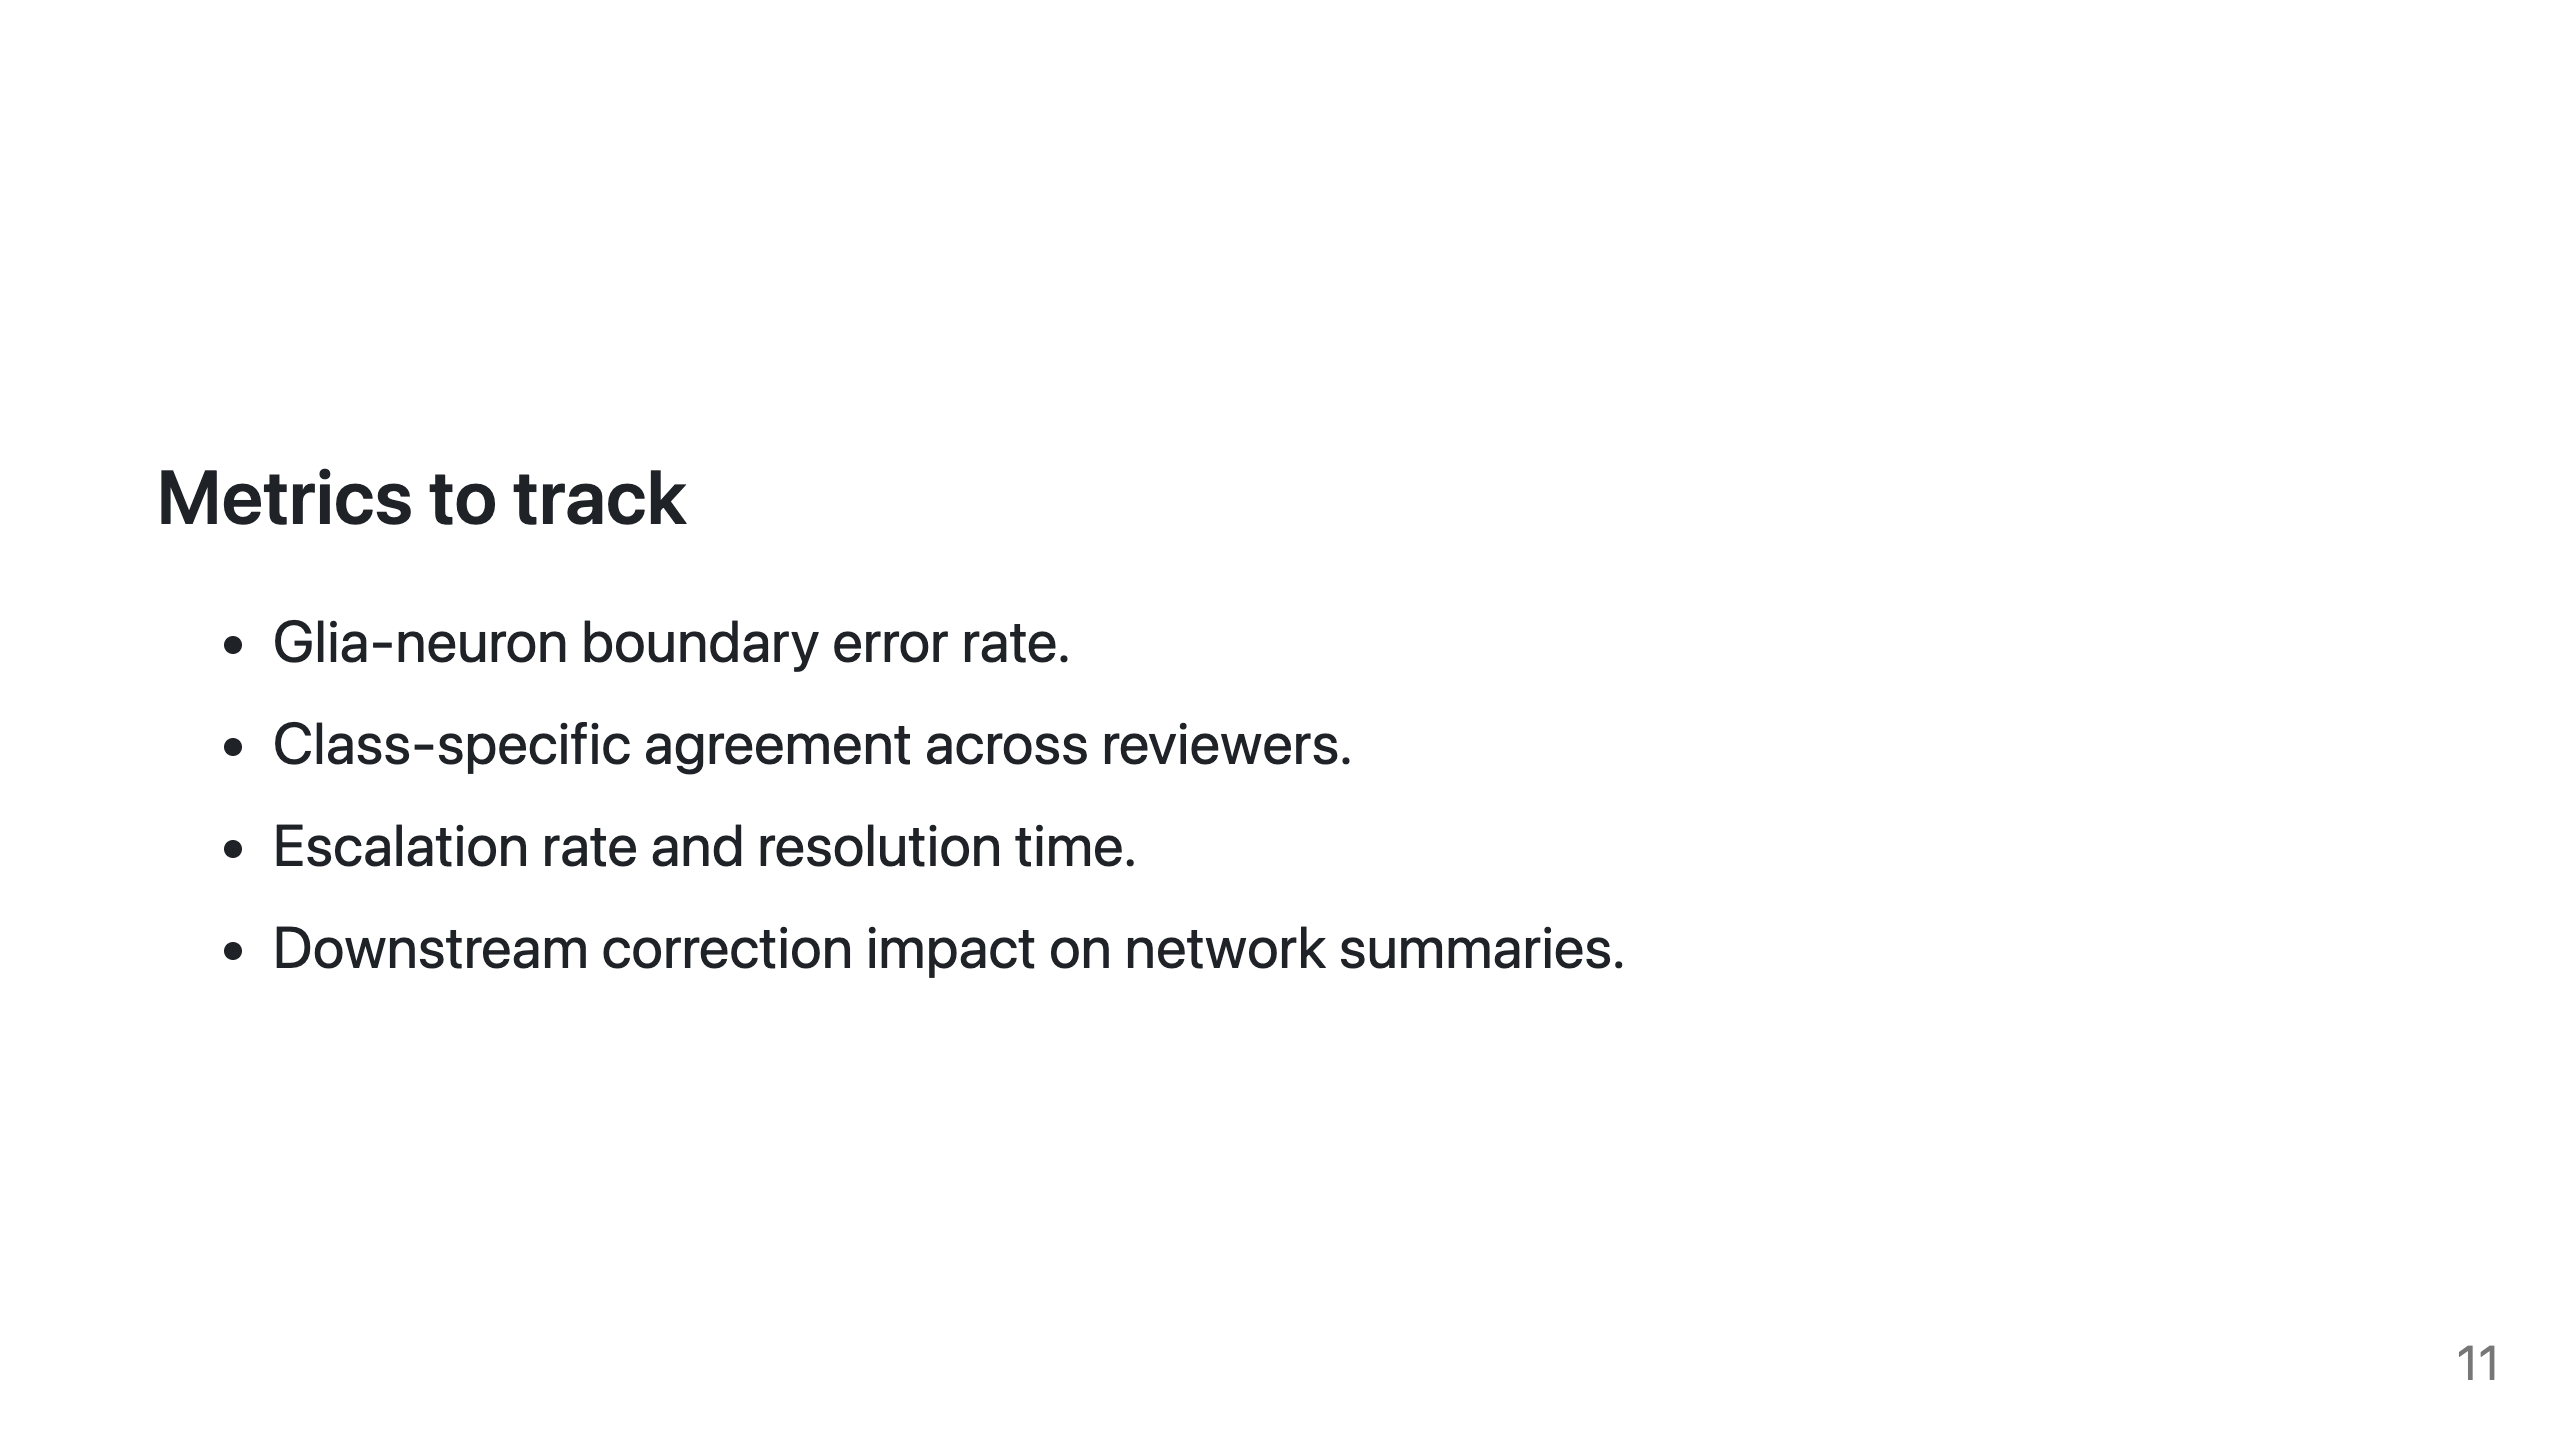 Metrics to track
• Glia-neuron boundary error rate.
• Class-specific agreement across reviewers.
• Escalation rate and resolution time.
• Downstream correction impact on network summaries.
11